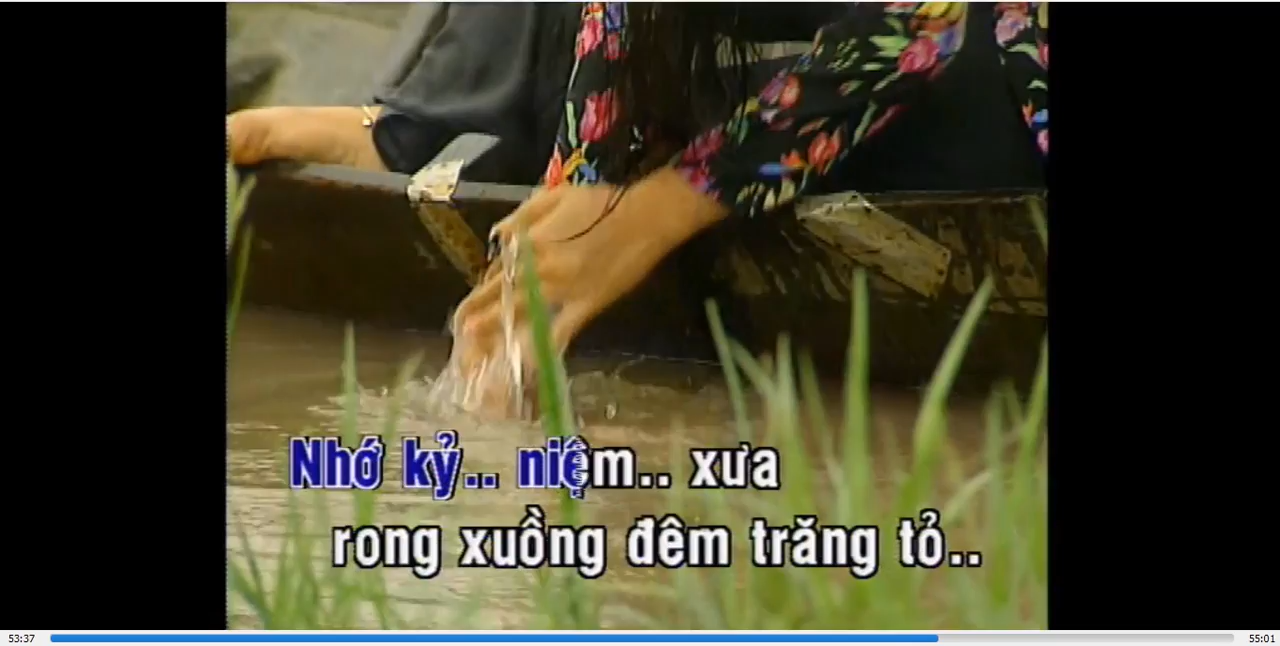 Nhớ kỷ.. niệm.. xưa
rong xuồng đêm trăng tỏ..
53:37
55:01